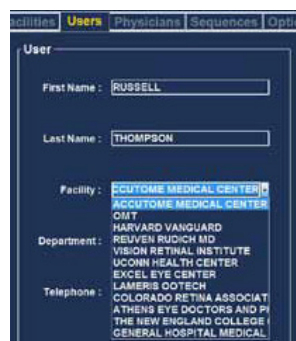 acilities Users Physicians Sequences Opti
User
First Name : RUSSELL
Last Name : THOMPSON
Facility : CCUTOME MEDICAL CENTER
ACCUTOME MEDICAL CENTER
OMT
HARVARD VANGUARD
REUVEN RUDICH MD
VISION RETINAL INSTITUTE
UCONN HEALTH CENTER
EXCEL EYE CENTER
LAMERIS OOTECH
COLORADO RETINA ASSOCIAT
ATHENS EYE DOCTORS AND P
THE NEW ENGLAND COLLEGE
GENERAL HOSPITAL MEDICAL
Department :
Telephone :